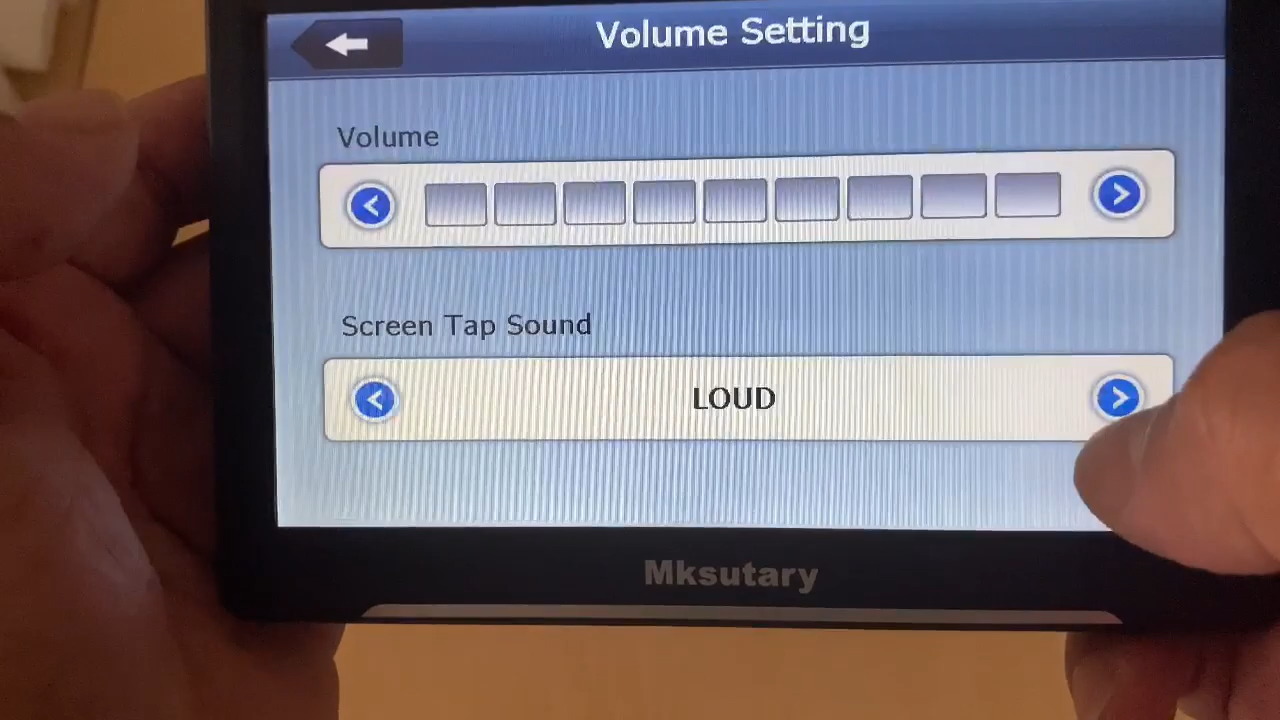 Volume Setting
Volume
Screen Tap Sound
LOUD
Mksutary